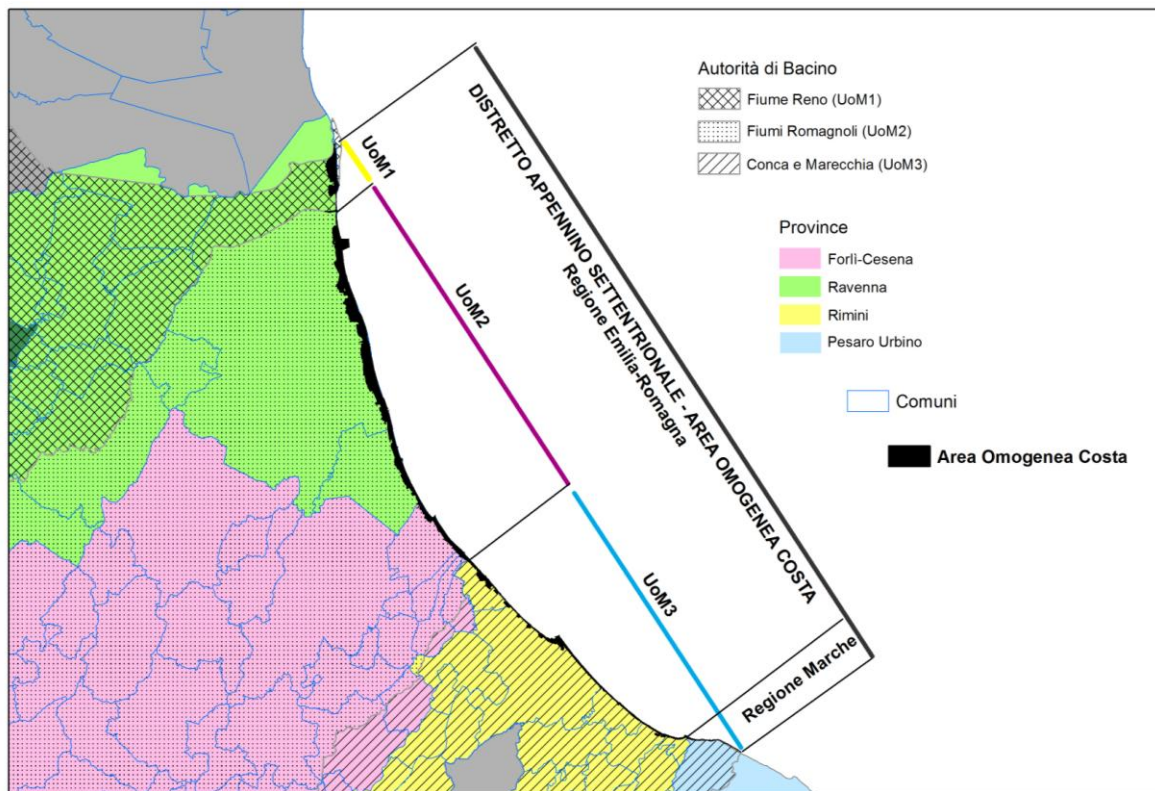 Autorità di Bacino
Fiume Reno (UoM1)
Fiumi Romagnoli (UoM2)
Conca e Marecchia (UoM3)
Province
Forlì-Cesena
Ravenna
Rimini
Pesaro Urbino
Comuni
Area Omogenea Costa
DISTRETTO APPENNINO SETTENTRIONALE - AREA OMOGENEA COSTA
Regione Emilia-Romagna
UoM1
UoM2
UoM3
Regione Marche